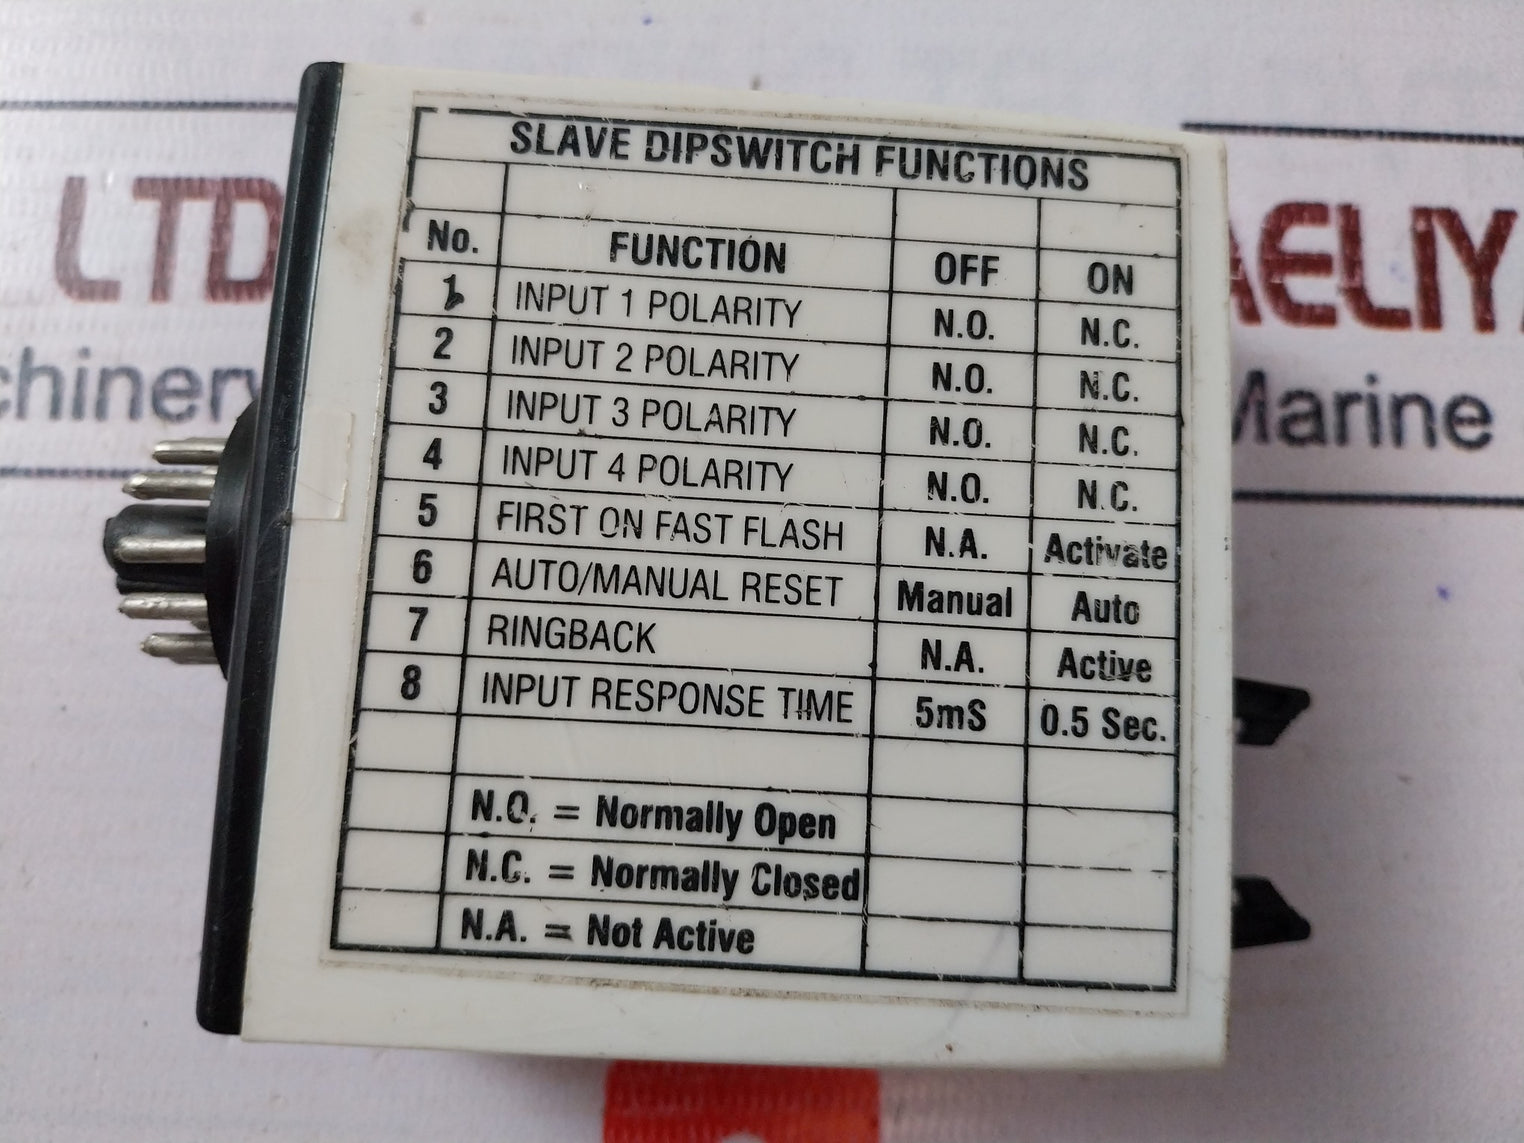 SLAVE DIPSWITCH FUNCTIONS
No. FUNCTION OFF ON
1 INPUT 1 POLARITY N.O. N.C.
2 INPUT 2 POLARITY N.O. N.C.
3 INPUT 3 POLARITY N.O. N.C.
4 INPUT 4 POLARITY N.O. N.C.
5 FIRST ON FAST FLASH N.A. Activate
6 AUTO/MANUAL RESET Manual Auto
7 RINGBACK N.A. Active
8 INPUT RESPONSE TIME 5mS 0.5 Sec.
N.O. = Normally Open
N.C. = Normally Closed
N.A. = Not Active
LTD
Marine